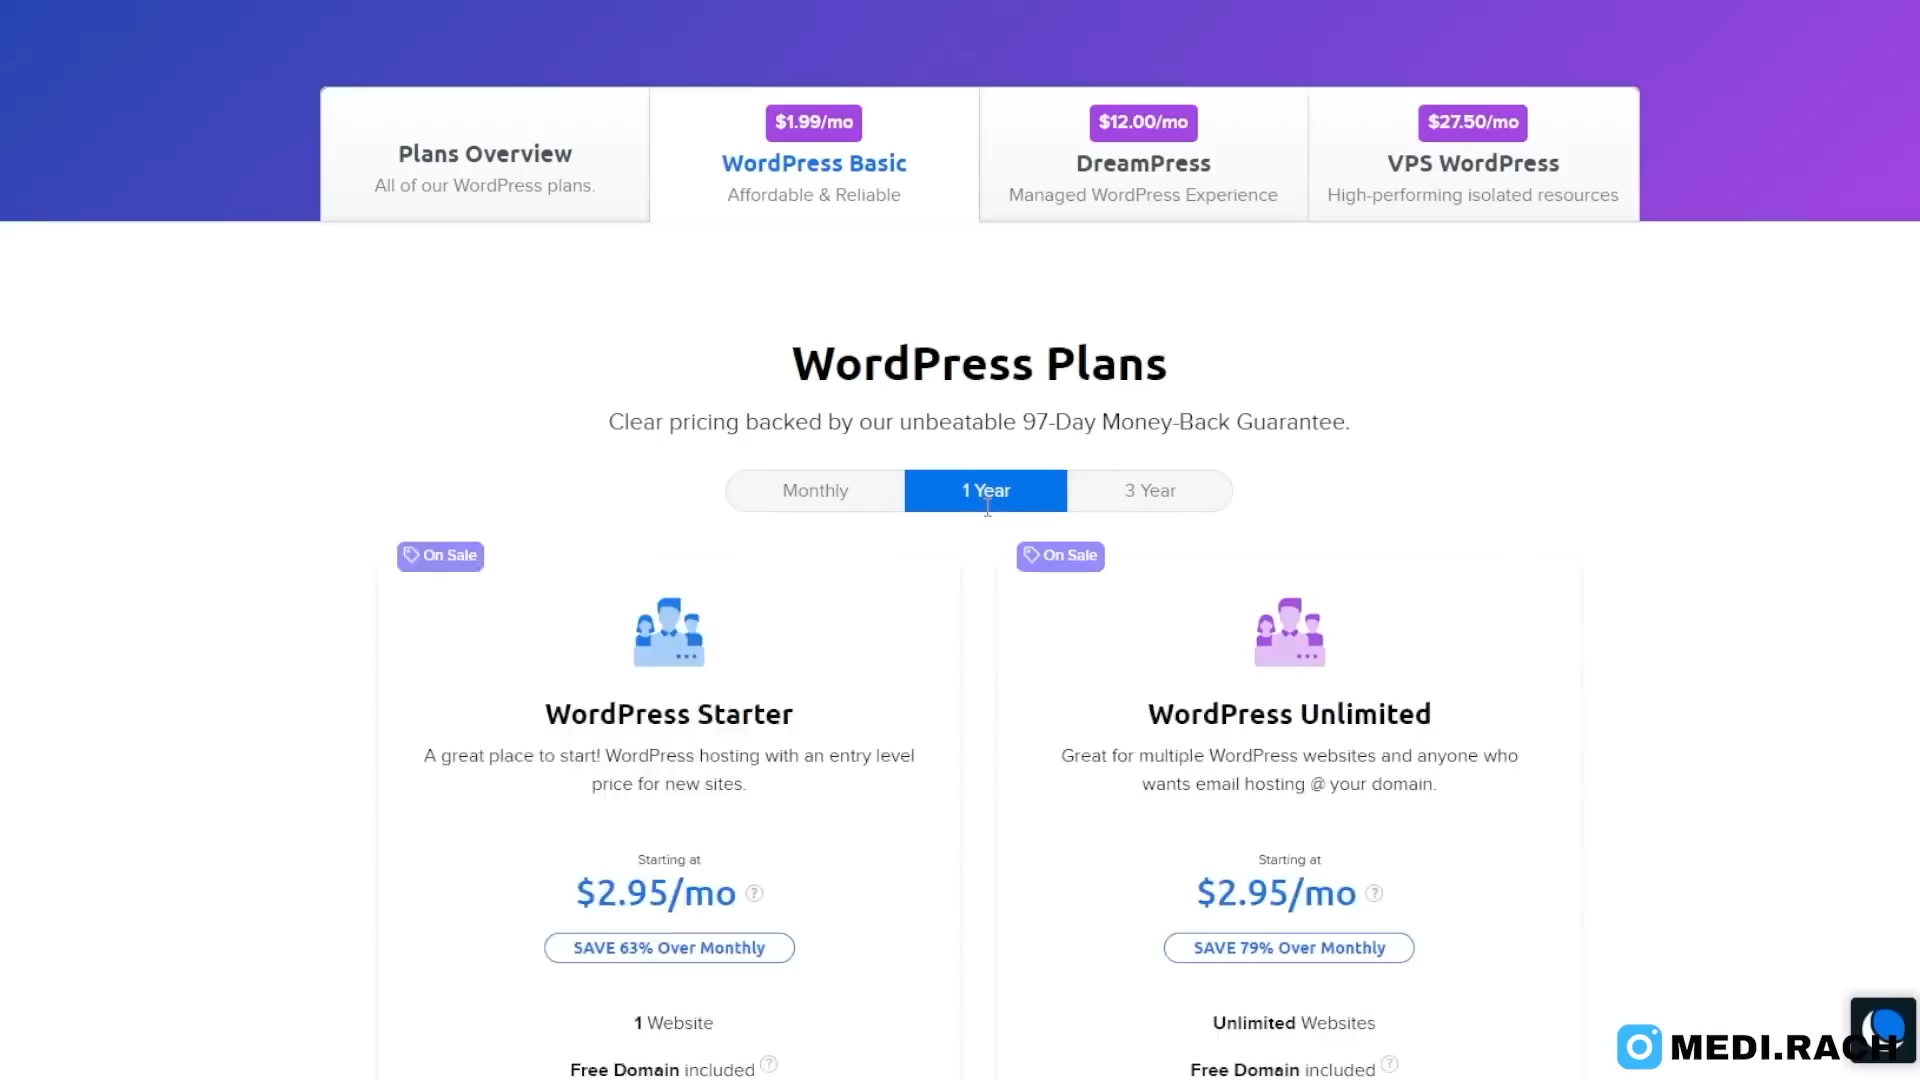 $1.99/mo
$12.00/mo
$27.50/mo
Plans Overview
WordPress Basic
DreamPress
VPS WordPress
All of our WordPress plans.
Affordable & Reliable
Managed WordPress Experience
High-performing isolated resources
WordPress Plans
Clear pricing backed by our unbeatable 97-Day Money-Back Guarantee.
Monthly
1 Year
3 Year
On Sale
WordPress Starter
A great place to start! WordPress hosting with an entry level
price for new sites.
Starting at
$2.95/mo ?
SAVE 63% Over Monthly
1 Website
Free Domain included ?
On Sale
WordPress Unlimited
Great for multiple WordPress websites and anyone who
wants email hosting @ your domain.
Starting at
$2.95/mo ?
SAVE 79% Over Monthly
Unlimited Websites
Free Domain included ?
MEDI.RACH